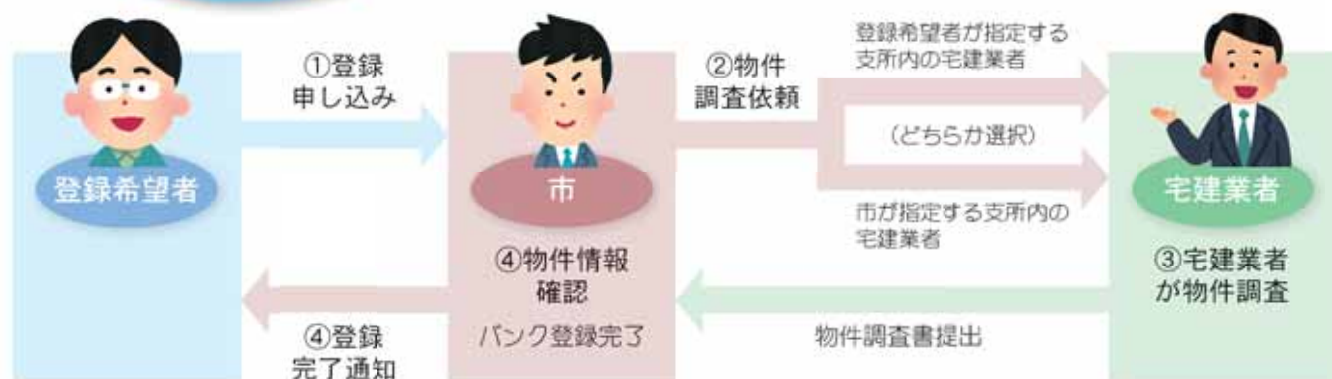 ①登録
申し込み
②物件
調査依頼
登録希望者が指定する
支所内の宅建業者
(どちらか選択)
市が指定する支所内の
宅建業者
登録希望者
市
宅建業者
④物件情報
確認
バンク登録完了
③宅建業者
が物件調査
④登録
完了通知
物件調査書提出